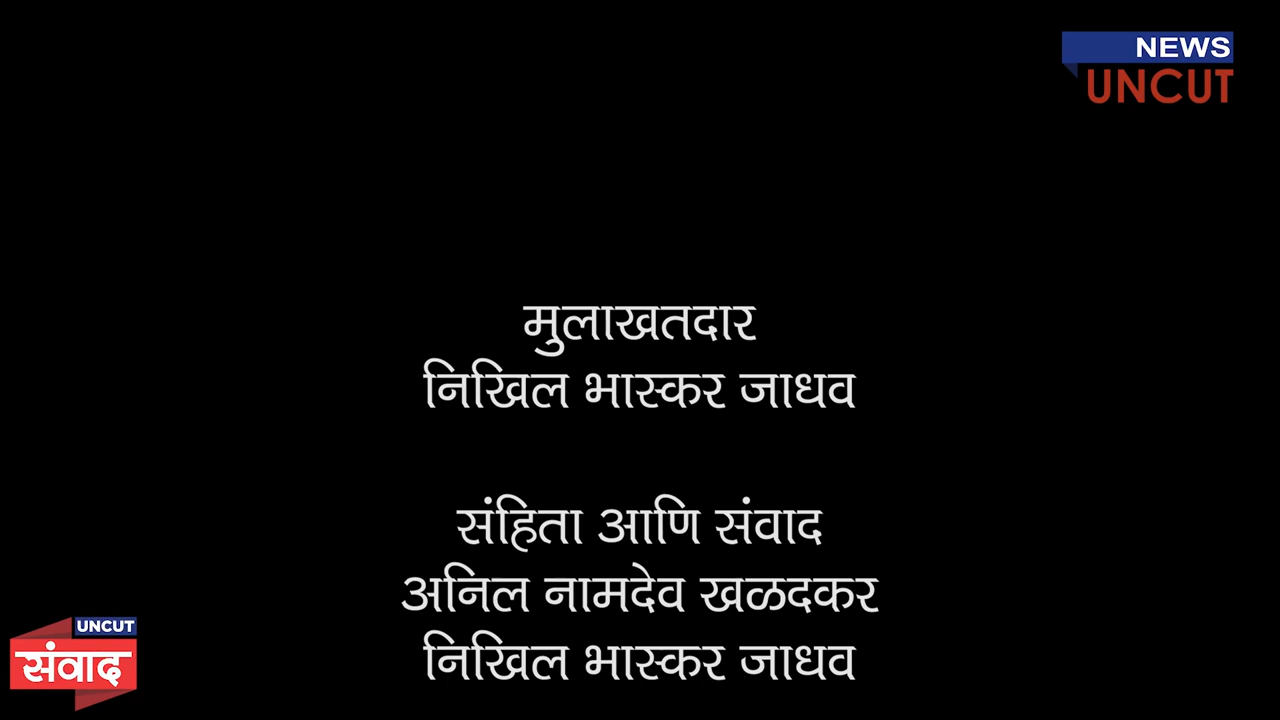 NEWS
UNCUT
मुलाखतदार
निखिल भास्कर जाधव
संहिता आणि संवाद
अनिल नामदेव खळदकर
निखिल भास्कर जाधव
UNCUT
संवाद